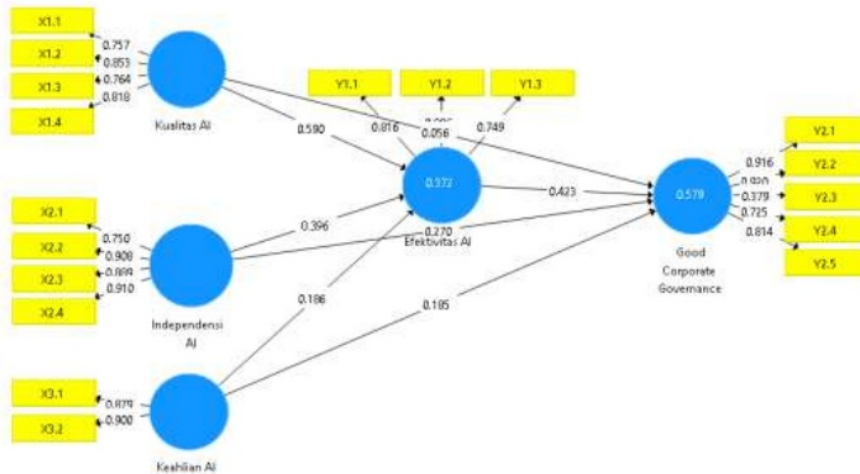 X1.1
X1.2
X1.3
X1.4
0.757
0.853
0.764
0.818
Kualitas AI
Y1.1
Y1.2
Y1.3
0.816
0.056
0.749
0.590
0.372
Efektivitas AI
0.423
X2.1
X2.2
X2.3
X2.4
0.750
0.908
0.889
0.910
Independensi
AI
0.396
0.270
0.186
0.185
X3.1
X3.2
0.879
0.900
Keahlian AI
0.579
Good
Corporate
Governance
0.916
0.379
0.725
0.814
Y2.1
Y2.2
Y2.3
Y2.4
Y2.5